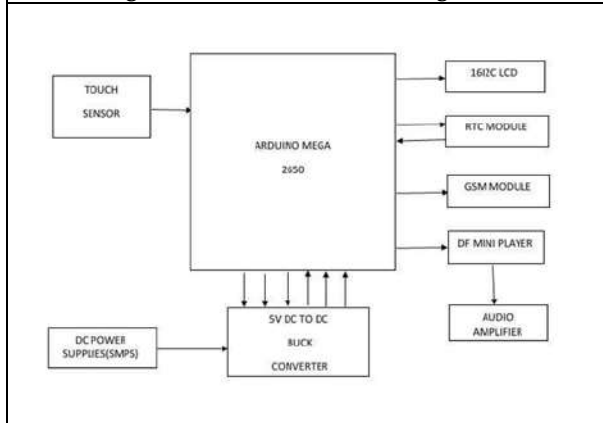 TOUCH
SENSOR
ARDUINO MEGA
2650
16I2C LCD
RTC MODULE
GSM MODULE
DF MINI PLAYER
AUDIO
AMPLIFIER
5V DC TO DC
BUCK
CONVERTER
DC POWER
SUPPLIES(SMPS)